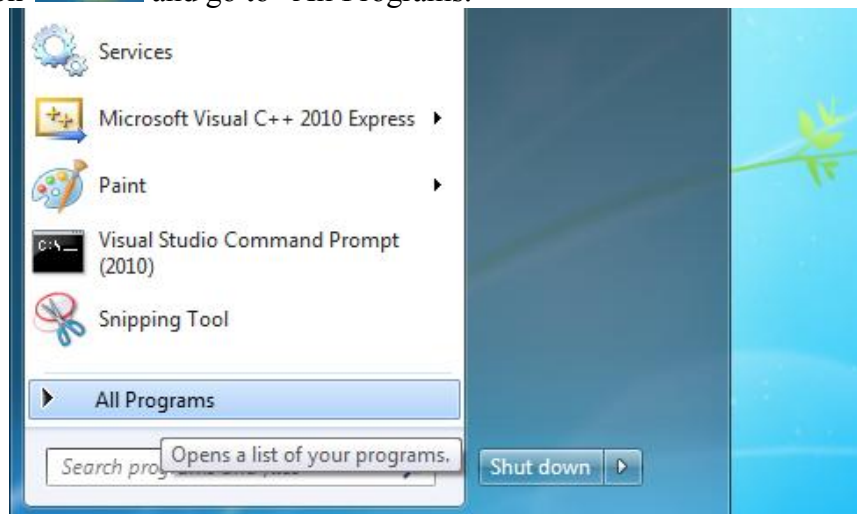 and go to All Programs.
Services
Microsoft Visual C++ 2010 Express
Paint
C:\_
Visual Studio Command Prompt
(2010)
Snipping Tool
All Programs
Opens a list of your programs.
Search
Shut down